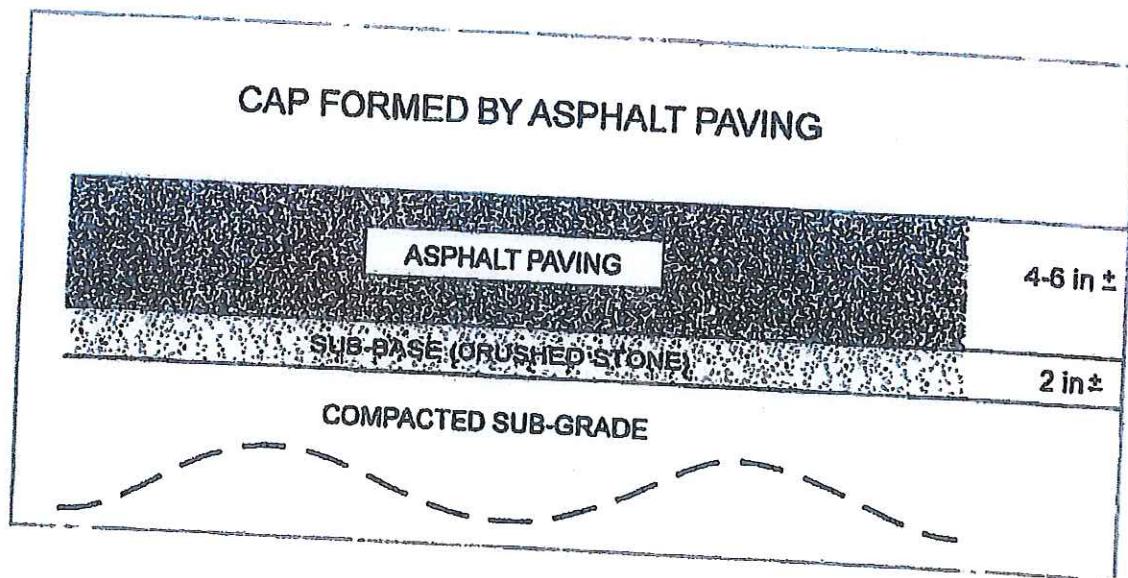 CAP FORMED BY ASPHALT PAVING
ASPHALT PAVING
4-6 in ±
SUB-BASE (CRUSHED STONE)
2 in±
COMPACTED SUB-GRADE